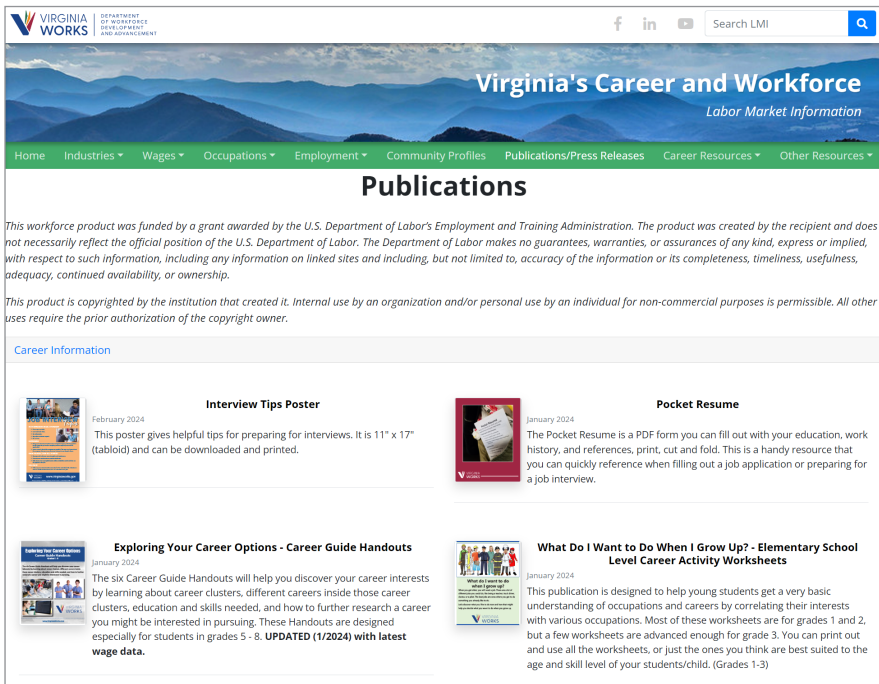 VIRGINIA
WORKS
DEPARTMENT
OF WORKFORCE
DEVELOPMENT
AND ADVANCEMENT
Search LMI
Virginia's Career and Workforce
Labor Market Information
Home Industries Wages Occupations Employment Community Profiles Publications/Press Releases Career Resources Other Resources
Publications
This workforce product was funded by a grant awarded by the U.S. Department of Labor's Employment and Training Administration. The product was created by the recipient and does
not necessarily reflect the official position of the U.S. Department of Labor. The Department of Labor makes no guarantees, warranties, or assurances of any kind, express or implied,
with respect to such information, including any information on linked sites and including, but not limited to, accuracy of the information or its completeness, timeliness, usefulness,
adequacy, continued availability, or ownership.
This product is copyrighted by the institution that created it. Internal use by an organization and/or personal use by an individual for non-commercial purposes is permissible. All other
uses require the prior authorization of the copyright owner.
Career Information
Interview Tips Poster
February 2024
This poster gives helpful tips for preparing for interviews. It is 11" x 17"
(tabloid) and can be downloaded and printed.
Pocket Resume
January 2024
The Pocket Resume is a PDF form you can fill out with your education, work
history, and references, print, cut and fold. This is a handy resource that
you can quickly reference when filling out a job application or preparing for
a job interview.
VIRGINIA
WORKS
Exploring Your Career Options
Career Guide Handouts
Exploring Your Career Options - Career Guide Handouts
January 2024
The six Career Guide Handouts will help you discover your career interests
by learning about career clusters, different careers inside those career
clusters, education and skills needed, and how to further research a career
you might be interested in pursuing. These Handouts are designed
especially for students in grades 5 - 8. UPDATED (1/2024) with latest
wage data.
What do I want to do
when I grow up?
VIRGINIA
WORKS
What Do I Want to Do When I Grow Up? - Elementary School
Level Career Activity Worksheets
January 2024
This publication is designed to help young students get a very basic
understanding of occupations and careers by correlating their interests
with various occupations. Most of these worksheets are for grades 1 and 2,
but a few worksheets are advanced enough for grade 3. You can print out
and use all the worksheets, or just the ones you think are best suited to the
age and skill level of your students/child. (Grades 1-3)